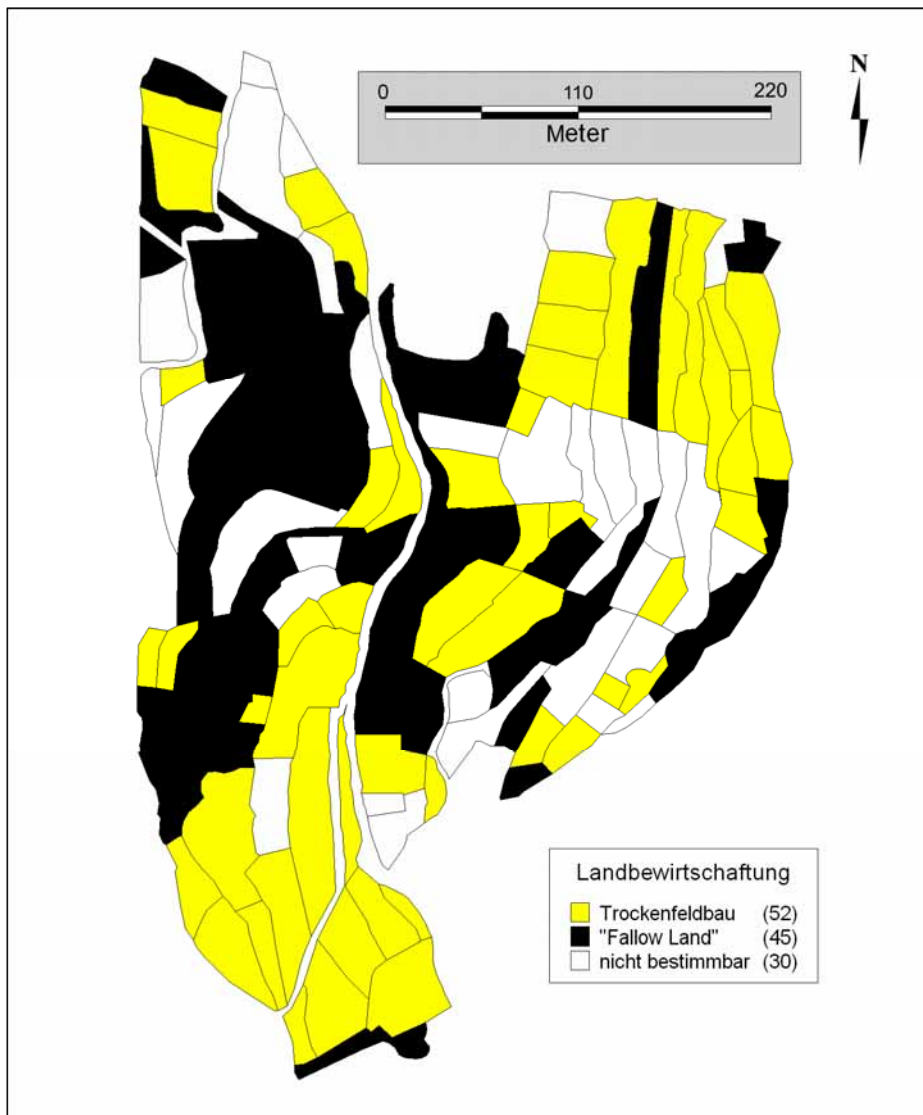 N
0 110 220
Meter
Landbewirtschaftung
Trockenfeldbau (52)
"Fallow Land" (45)
nicht bestimmbar (30)